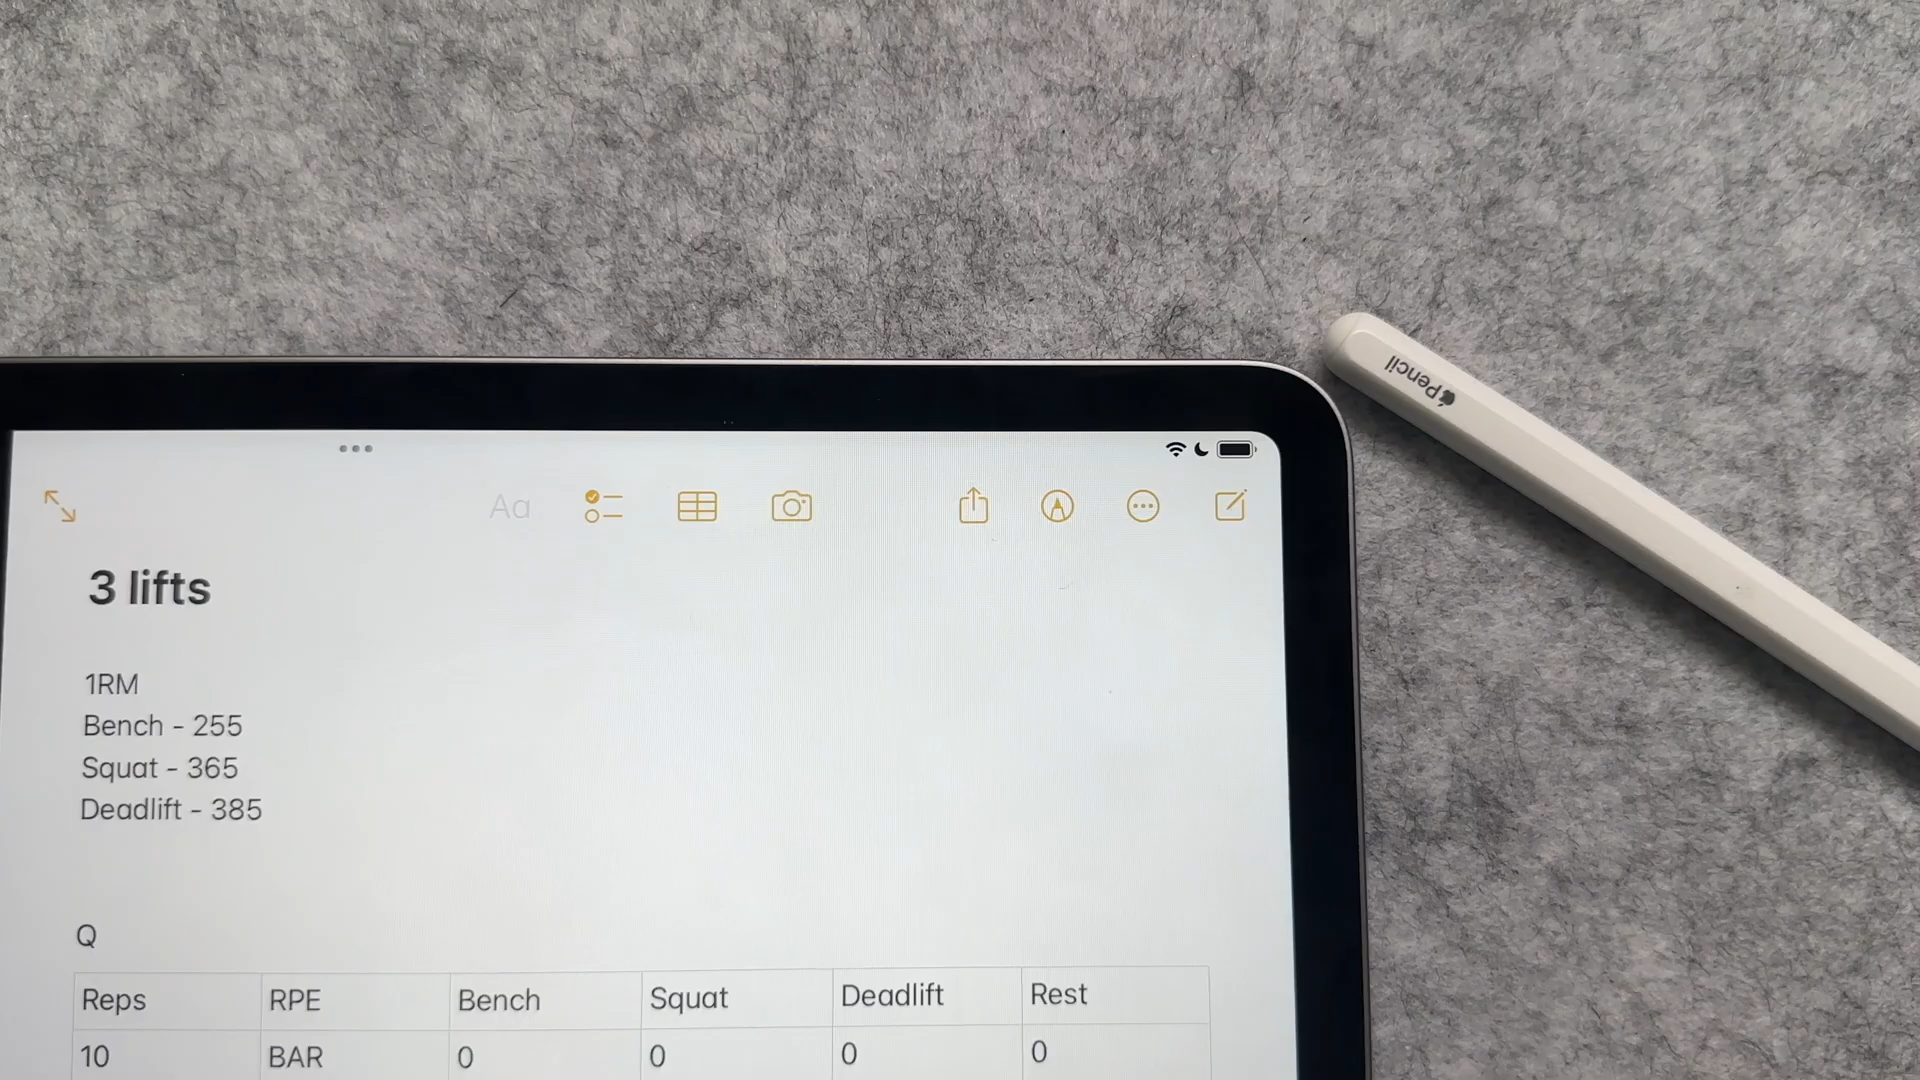 Pencil
Aa
3 lifts
1RM
Bench - 255
Squat - 365
Deadlift - 385
Q
Reps RPE Bench Squat Deadlift Rest
10 BAR 0 0 0 0